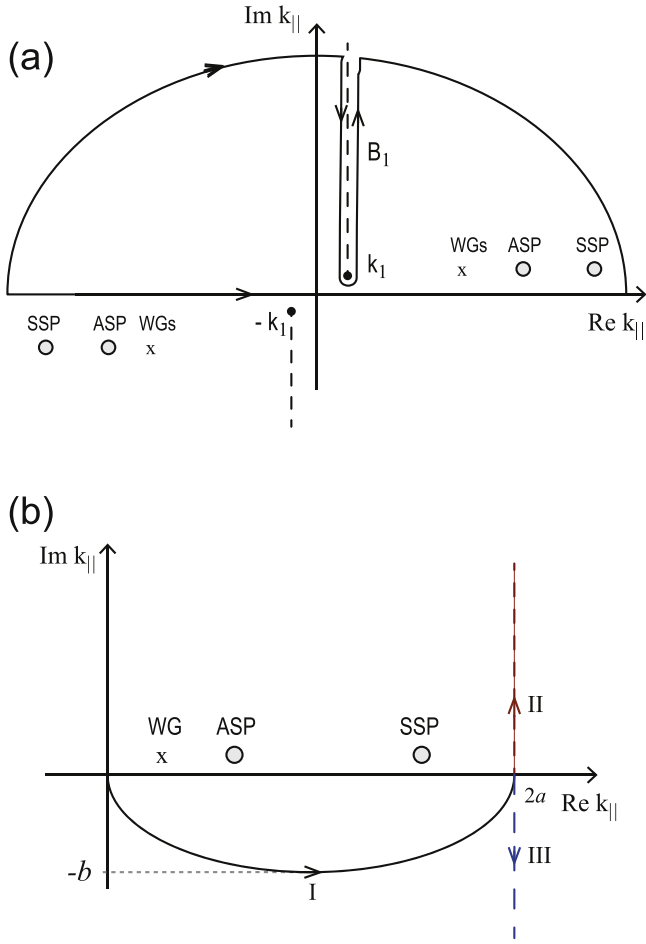 (a)
Im k||
B1
WGs ASP SSP
x
k1
SSP ASP WGs
x
- k1
Re k||
(b)
Im k||
WG ASP SSP
x
II
2a Re k||
III
-b
I